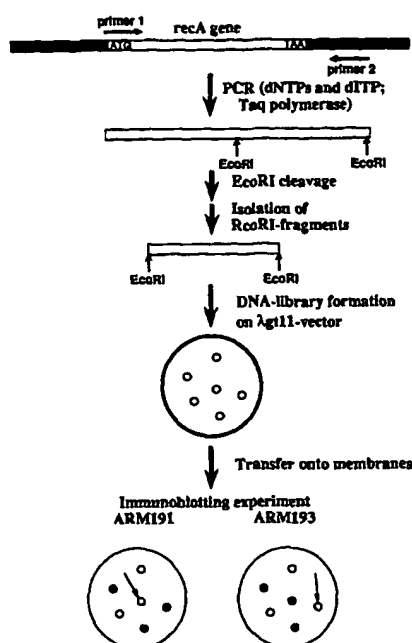 primer 1
recA gene
ATG
TAA
primer 2
PCR (dNTPs and dITP;
Taq polymerase)
EcoRI
EcoRI
EcoRI cleavage
Isolation of
RcoRI-fragments
EcoRI
EcoRI
DNA-library formation
on λgt11-vector
Transfer onto membranes
Immunoblotting experiment
ARM191
ARM193